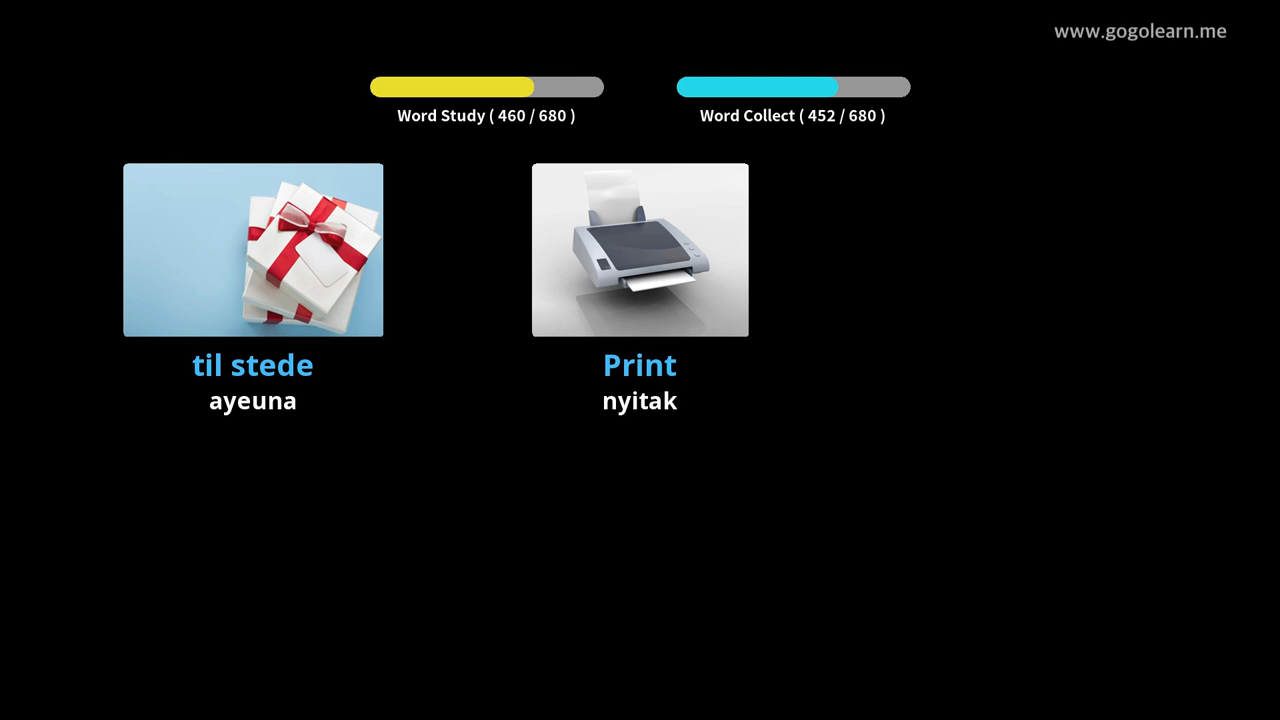 www.gogolearn.me
Word Study ( 460 / 680 )
Word Collect ( 452 / 680 )
til stede
ayeuna
Print
nyitak